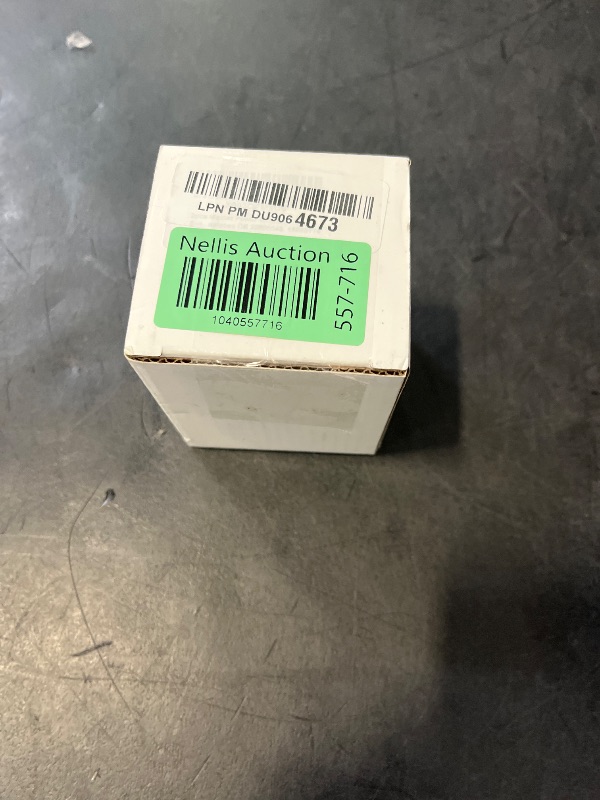 LPN PM DU906 4673
Nellis Auction
1040557716
557-716